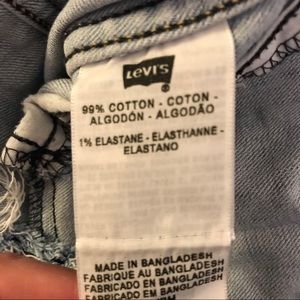 LEVI'S
99% COTTON - COTON -
ALGODÓN - ALGODÃO
1% ELASTANE - ELASTHANNE -
ELASTANO
MADE IN BANGLADESH
FABRIQUE AU BANGLADESH
FABRICADO EN BANGLADESH
FABRICADO EM BANGLADESH